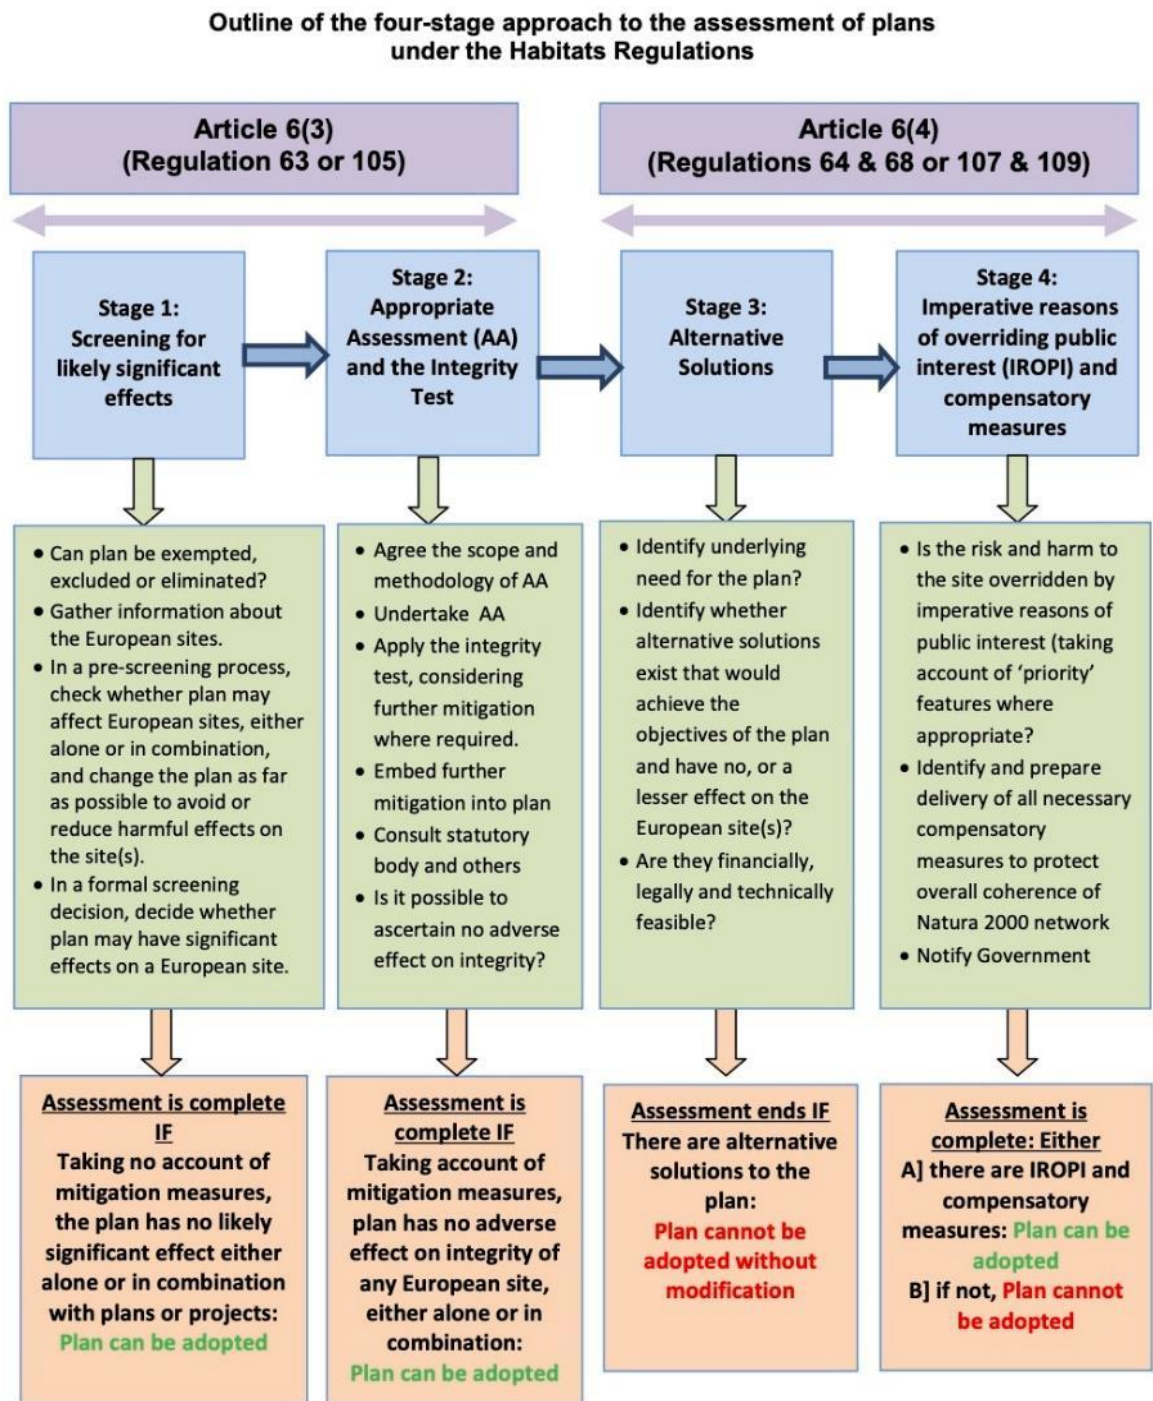 Outline of the four-stage approach to the assessment of plans
under the Habitats Regulations
Article 6(3)
(Regulation 63 or 105)
Article 6(4)
(Regulations 64 & 68 or 107 & 109)
Stage 1:
Screening for
likely significant
effects
Stage 2:
Appropriate
Assessment (AA)
and the Integrity
Test
Stage 3:
Alternative
Solutions
Stage 4:
Imperative reasons
of overriding public
interest (IROPI) and
compensatory
measures
• Can plan be exempted,
excluded or eliminated?
• Gather information about
the European sites.
• In a pre-screening process,
check whether plan may
affect European sites, either
alone or in combination,
and change the plan as far
as possible to avoid or
reduce harmful effects on
the site(s).
• In a formal screening
decision, decide whether
plan may have significant
effects on a European site.
• Agree the scope and
methodology of AA
• Undertake AA
• Apply the integrity
test, considering
further mitigation
where required.
• Embed further
mitigation into plan
• Consult statutory
body and others
• Is it possible to
ascertain no adverse
effect on integrity?
• Identify underlying
need for the plan?
• Identify whether
alternative solutions
exist that would
achieve the
objectives of the plan
and have no, or a
lesser effect on the
European site(s)?
• Are they financially,
legally and technically
feasible?
• Is the risk and harm to
the site overridden by
imperative reasons of
public interest (taking
account of ‘priority’
features where
appropriate?
• Identify and prepare
delivery of all necessary
compensatory
measures to protect
overall coherence of
Natura 2000 network
• Notify Government
Assessment is complete
IF
Taking no account of
mitigation measures,
the plan has no likely
significant effect either
alone or in combination
with plans or projects:
Plan can be adopted
Assessment is
complete IF
Taking account of
mitigation measures,
plan has no adverse
effect on integrity of
any European site,
either alone or in
combination:
Plan can be adopted
Assessment ends IF
There are alternative
solutions to the
plan:
Plan cannot be
adopted without
modification
Assessment is
complete: Either
A] there are IROPI and
compensatory
measures: Plan can be
adopted
B] if not, Plan cannot
be adopted